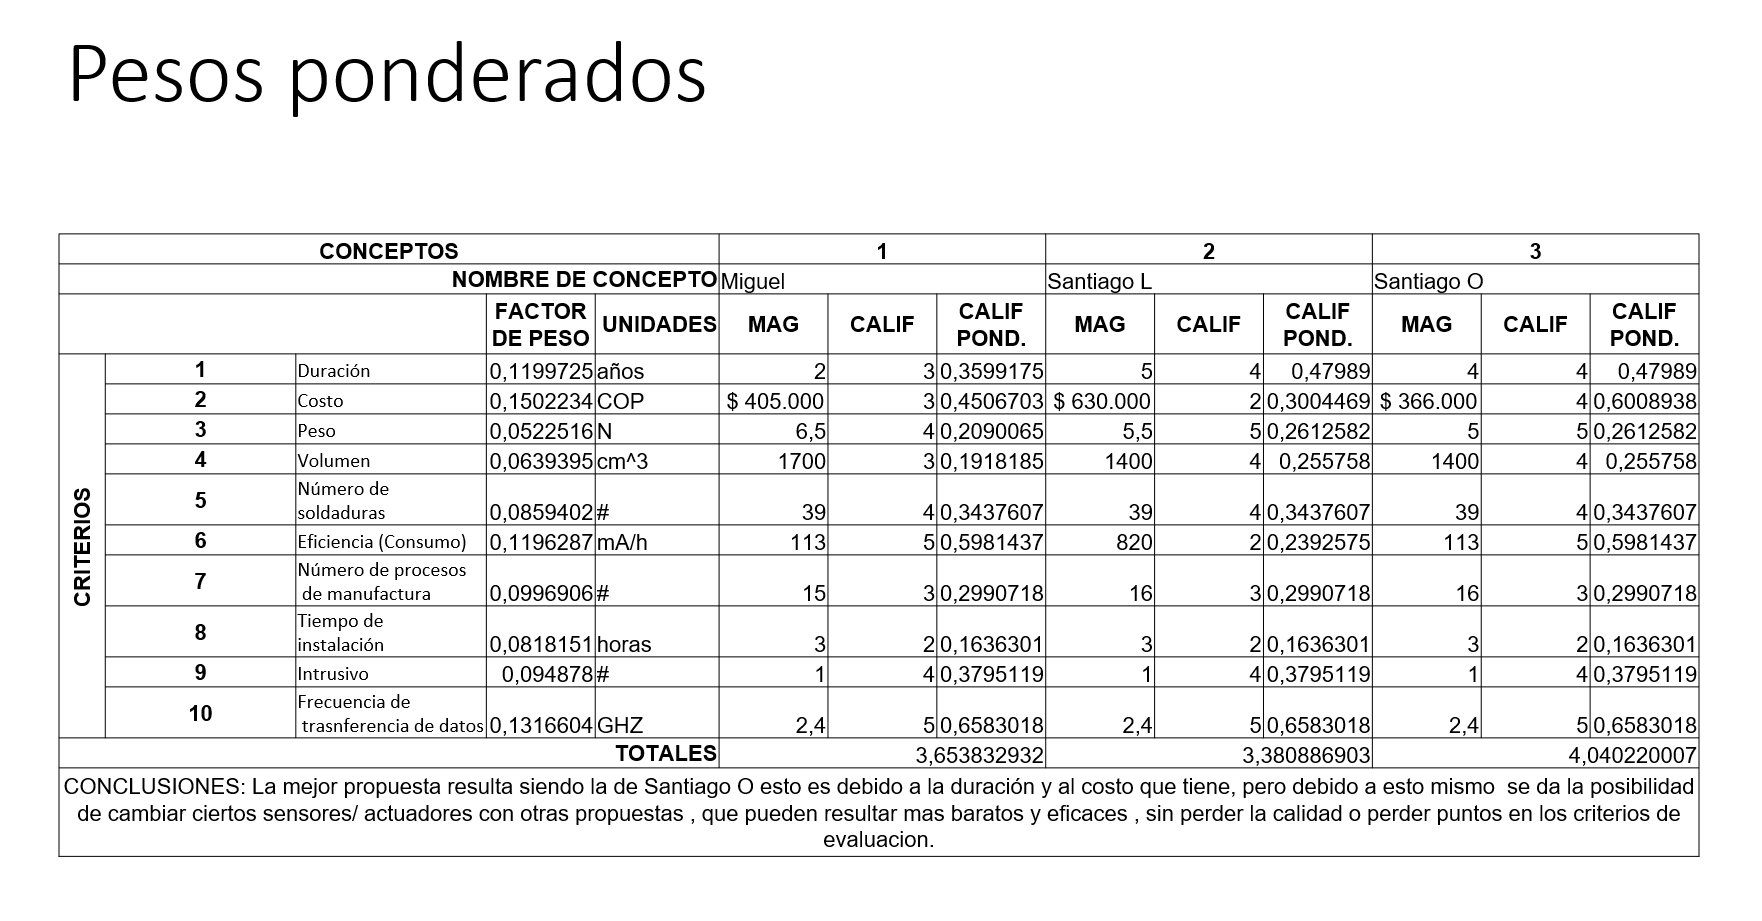 Pesos ponderados
CONCEPTOS 1 2 3
NOMBRE DE CONCEPTO Miguel Santiago L Santiago O
FACTOR DE PESO UNIDADES MAG CALIF CALIF POND. MAG CALIF CALIF POND. MAG CALIF CALIF POND.
CRITERIOS
1 Duración 0,1199725 años 2 3 0,3599175 5 4 0,47989 4 4 0,47989
2 Costo 0,1502234 COP $ 405.000 3 0,4506703 $ 630.000 2 0,3004469 $ 366.000 4 0,6008938
3 Peso 0,0522516 N 6,5 4 0,2090065 5,5 5 0,2612582 5 5 0,2612582
4 Volumen 0,0639395 cm^3 1700 3 0,1918185 1400 4 0,255758 1400 4 0,255758
5 Número de soldaduras 0,0859402 # 39 4 0,3437607 39 4 0,3437607 39 4 0,3437607
6 Eficiencia (Consumo) 0,1196287 mA/h 113 5 0,5981437 820 2 0,2392575 113 5 0,5981437
7 Número de procesos de manufactura 0,0996906 # 15 3 0,2990718 16 3 0,2990718 16 3 0,2990718
8 Tiempo de instalación 0,0818151 horas 3 2 0,1636301 3 2 0,1636301 3 2 0,1636301
9 Intrusivo 0,094878 # 1 4 0,3795119 1 4 0,3795119 1 4 0,3795119
10 Frecuencia de trasnferencia de datos 0,1316604 GHZ 2,4 5 0,6583018 2,4 5 0,6583018 2,4 5 0,6583018
TOTALES 3,653832932 3,380886903 4,040220007
CONCLUSIONES: La mejor propuesta resulta siendo la de Santiago O esto es debido a la duración y al costo que tiene, pero debido a esto mismo  se da la posibilidad
de cambiar ciertos sensores/ actuadores con otras propuestas , que pueden resultar mas baratos y eficaces , sin perder la calidad o perder puntos en los criterios de
evaluacion.